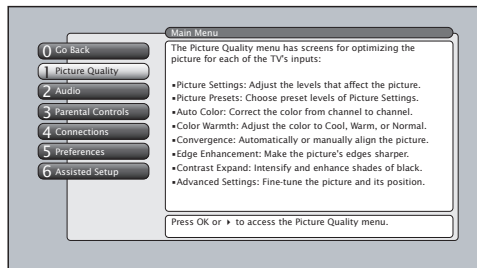 Main Menu
0 Go Back
1 Picture Quality
2 Audio
3 Parental Controls
4 Connections
5 Preferences
6 Assisted Setup
The Picture Quality menu has screens for optimizing the
picture for each of the TV's inputs:
▪Picture Settings: Adjust the levels that affect the picture.
▪Picture Presets: Choose preset levels of Picture Settings.
▪Auto Color: Correct the color from channel to channel.
▪Color Warmth: Adjust the color to Cool, Warm, or Normal.
▪Convergence: Automatically or manually align the picture.
▪Edge Enhancement: Make the picture's edges sharper.
▪Contrast Expand: Intensify and enhance shades of black.
▪Advanced Settings: Fine-tune the picture and its position.
Press OK or ▸ to access the Picture Quality menu.